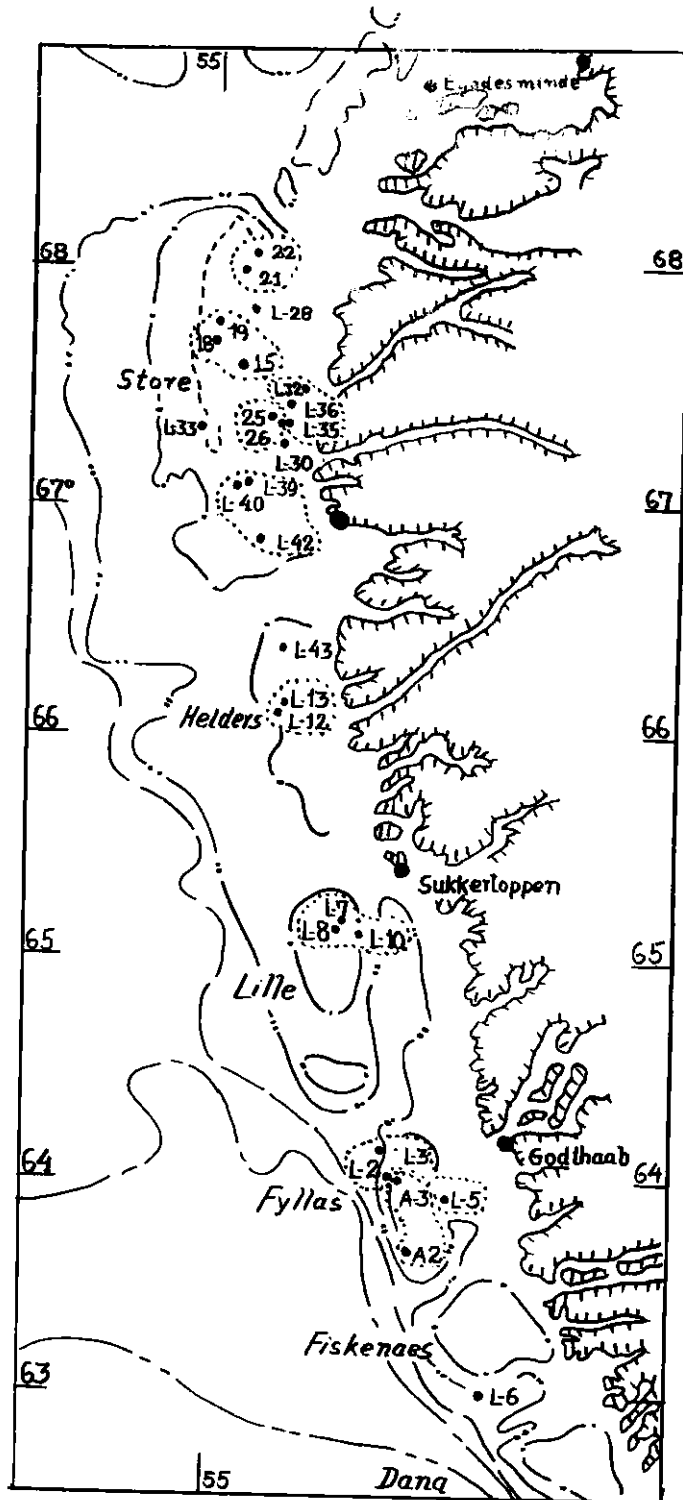 55
Egedesminde
68
22
68
21
L-28
19
18
15
Store
L-32
L-36
25
L-33
L-35
26
L-30
67°
L-39
67
L-40
L-42
L-43
L-13
Helders
L-12
66
66
Sukkertoppen
L-7
L-8
L-10
65
65
Lille
L-3
Godthaab
L-2
64
64
A-3
L-5
Fyllas
A2
Fiskenaes
63
L-6
55
Dana